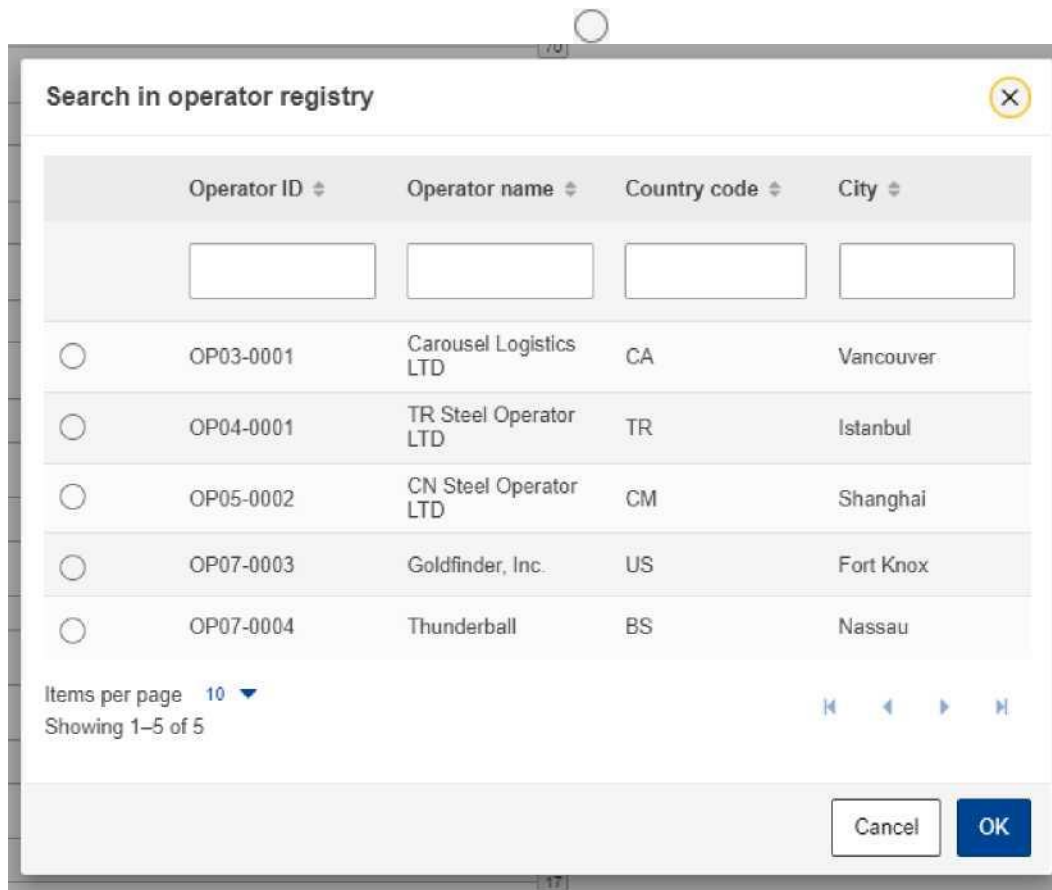 70
Search in operator registry
Operator ID Operator name Country code City
OP03-0001 Carousel Logistics LTD CA Vancouver
OP04-0001 TR Steel Operator LTD TR Istanbul
OP05-0002 CN Steel Operator LTD CM Shanghai
OP07-0003 Goldfinder, Inc. US Fort Knox
OP07-0004 Thunderball BS Nassau
Items per page 10
Showing 1–5 of 5
Cancel OK
17